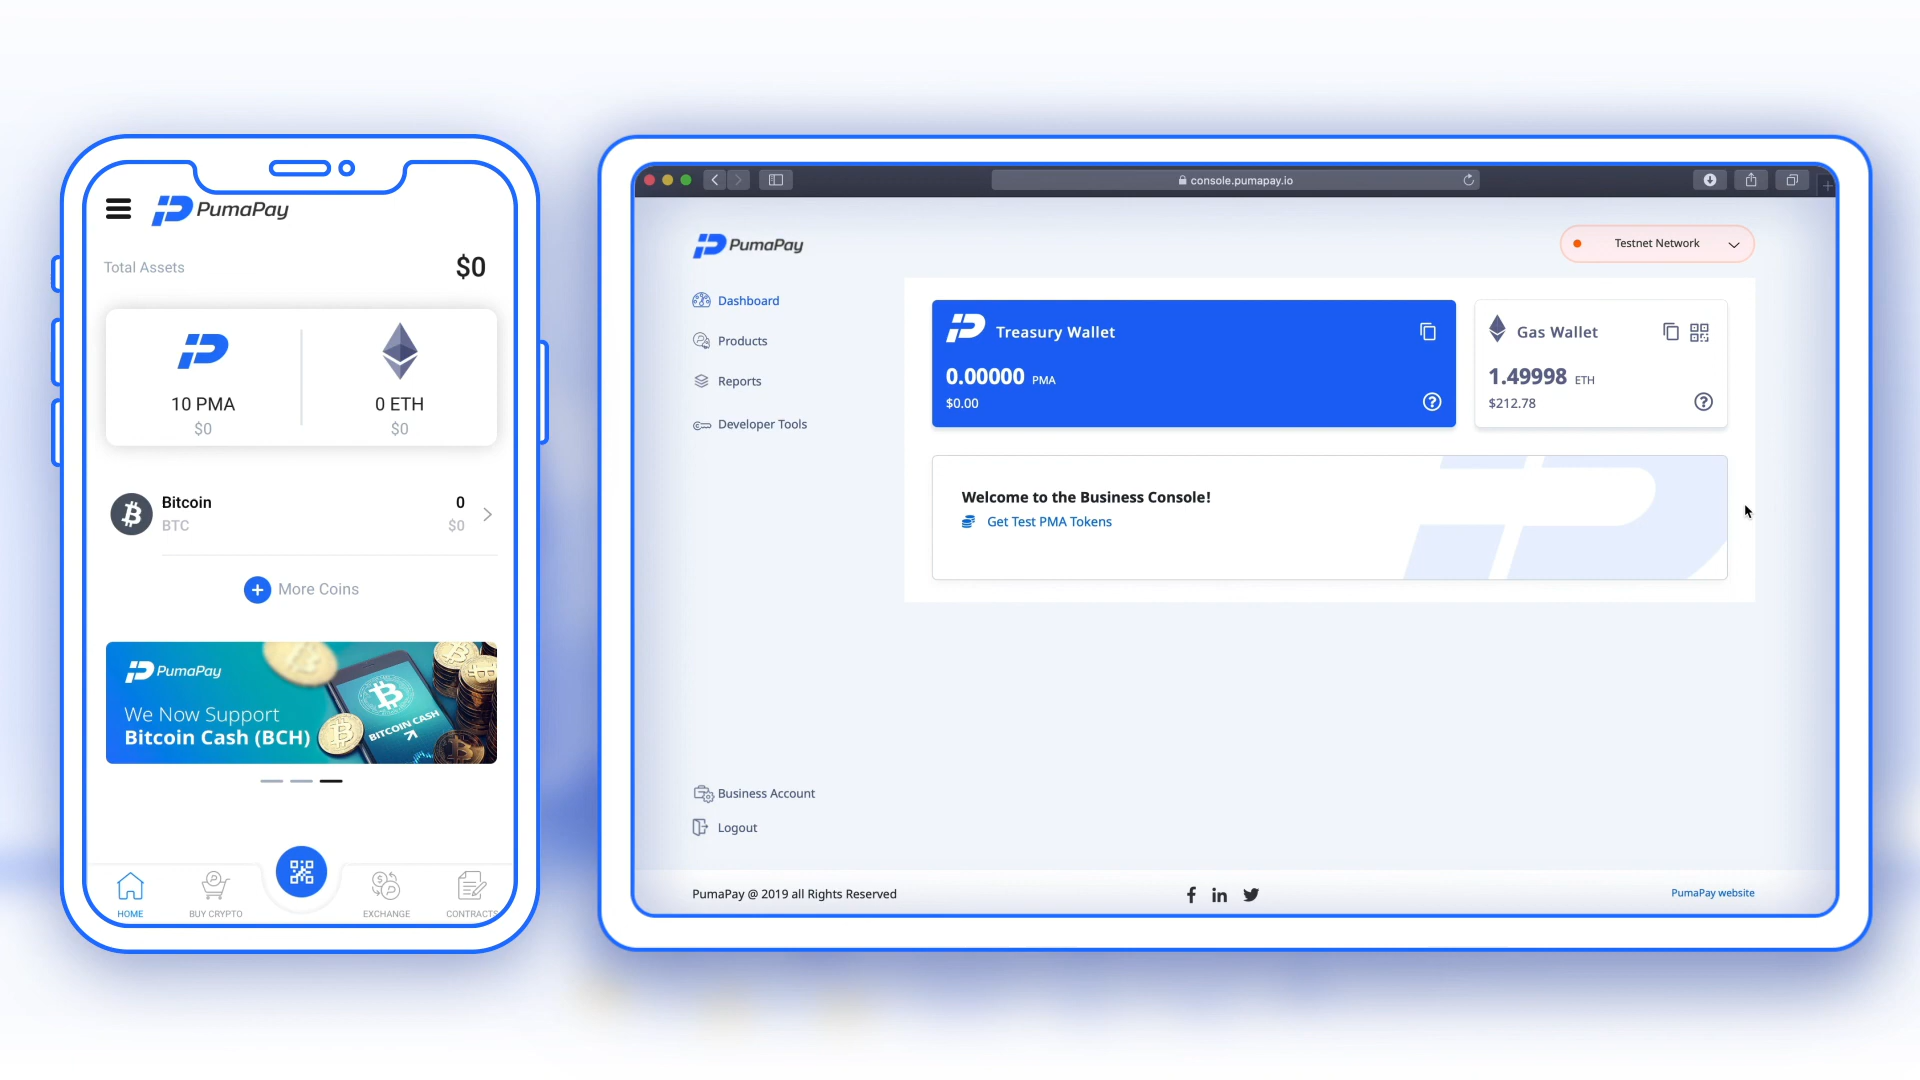 PumaPay
Total Assets
$0
10 PMA
$0
0 ETH
$0
Bitcoin
BTC
0
$0
More Coins
PumaPay
We Now Support
Bitcoin Cash (BCH)
BITCOIN CASH
HOME
BUY CRYPTO
EXCHANGE
CONTRACTS
console.pumapay.io
PumaPay
Testnet Network
Dashboard
Products
Reports
Developer Tools
Treasury Wallet
0.00000 PMA
$0.00
Gas Wallet
1.49998 ETH
$212.78
Welcome to the Business Console!
Get Test PMA Tokens
Business Account
Logout
PumaPay @ 2019 all Rights Reserved
PumaPay website